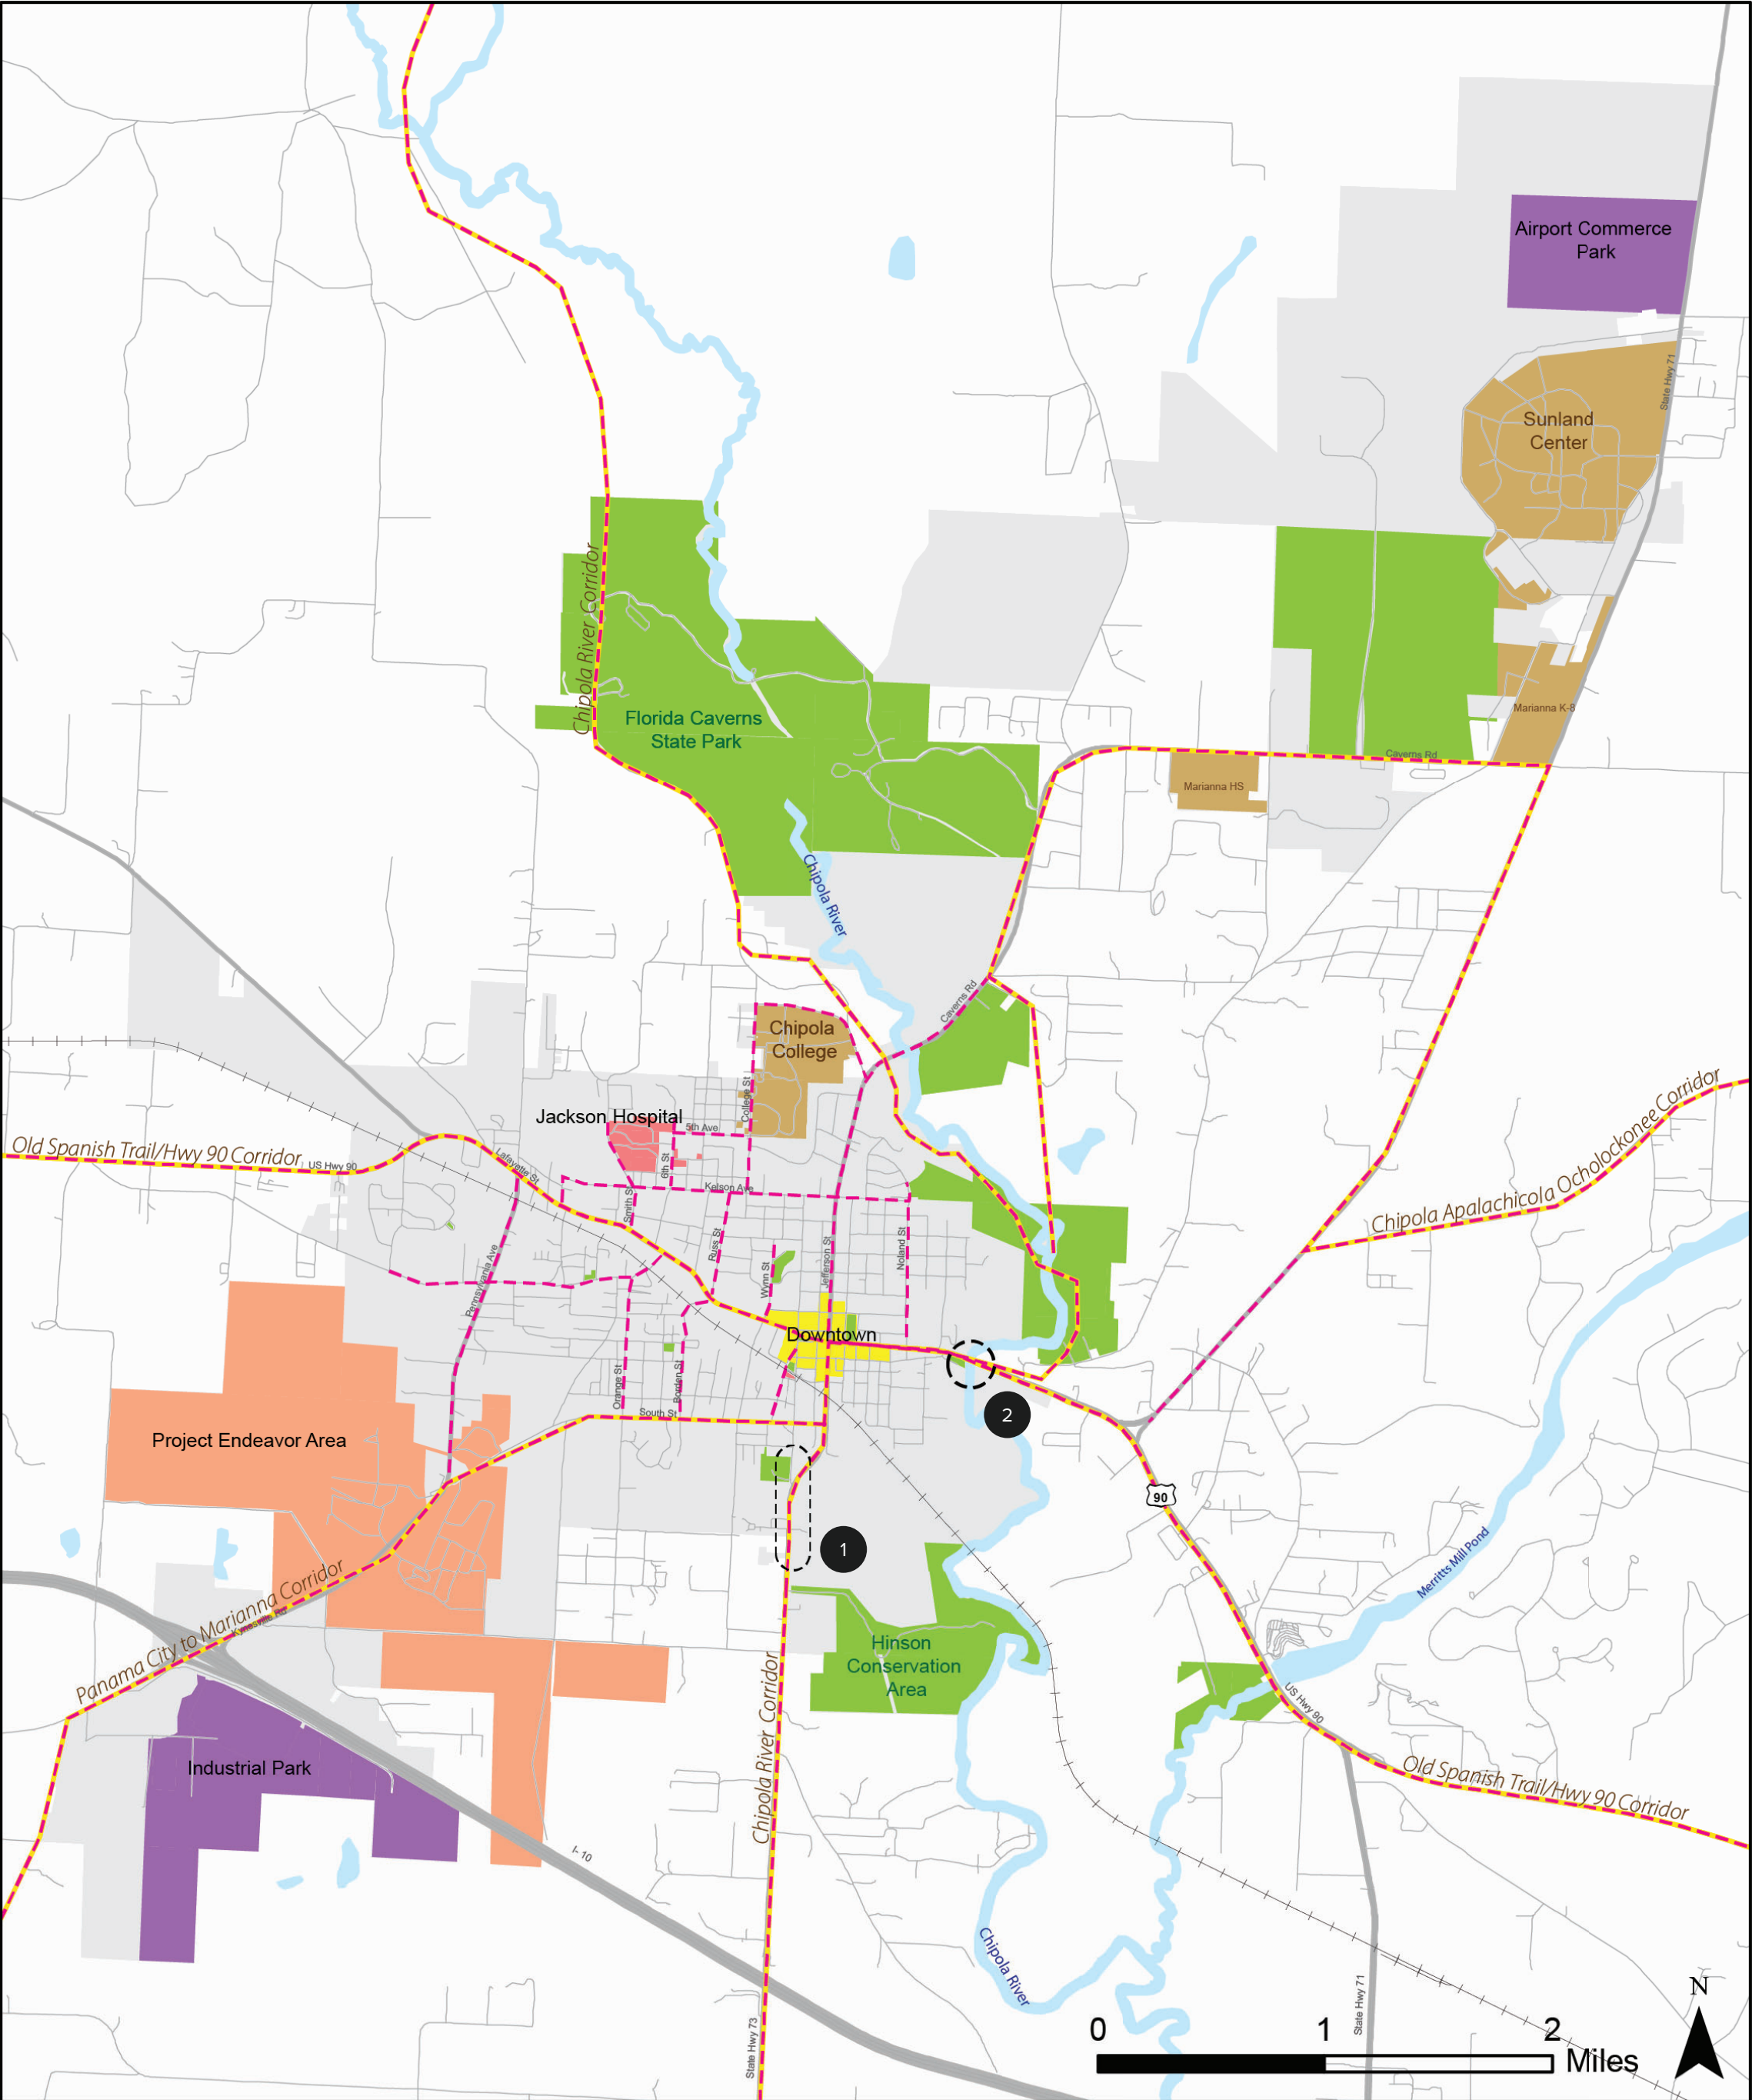 Airport Commerce
Park
State Hwy 71
Sunland
Center
Chipola River Corridor
Florida Caverns
State Park
Marianna K-8
Caverns Rd
Marianna HS
Chipola River
Caverns Rd
Chipola
College
College St
Jackson Hospital
5th Ave
Old Spanish Trail/Hwy 90 Corridor
US Hwy 90
Lafayette St
6th St
Kelson Ave
Smith St
Chipola Apalachicola Ocholockonee Corridor
Pennsylvania Ave
Russ St
Wynn St
Jefferson St
Noland St
Downtown
Orange St
Borden St
South St
2
Project Endeavor Area
90
1
Merritts Mill Pond
Panama City to Marianna Corridor
Hinson
Conservation
Area
Chipola River Corridor
US Hwy 90
Industrial Park
Old Spanish Trail/Hwy 90 Corridor
I-10
Chipola River
State Hwy 71
State Hwy 73
N
0 1 2
Miles